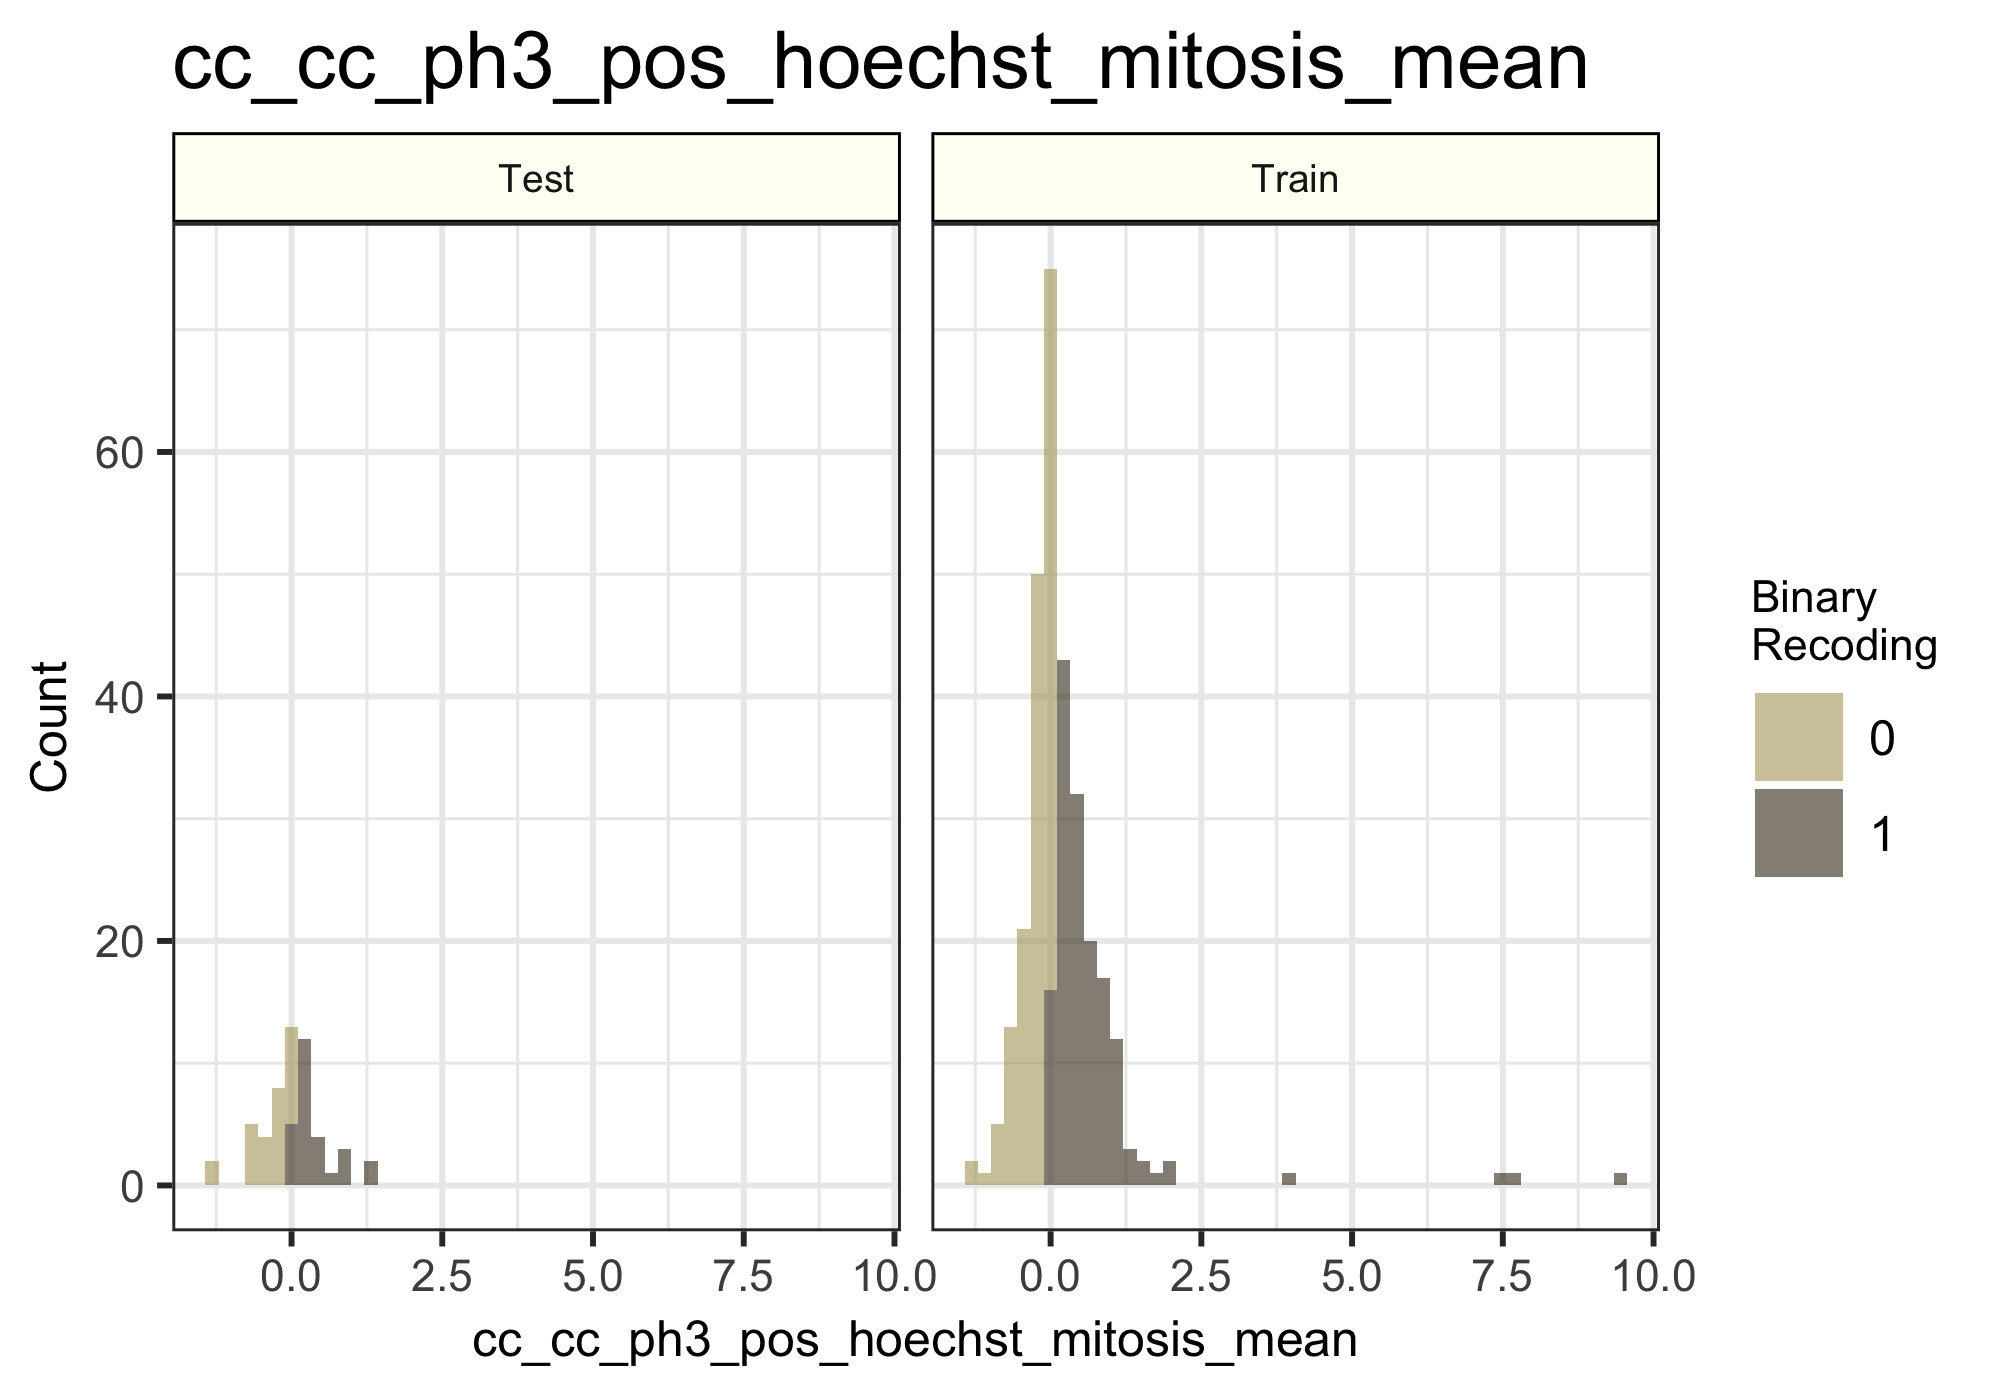 cc_cc_ph3_pos_hoechst_mitosis_mean
Test
Train
60
40
20
0
Count
0.0 2.5 5.0 7.5 10.0
0.0 2.5 5.0 7.5 10.0
cc_cc_ph3_pos_hoechst_mitosis_mean
Binary
Recoding
0
1